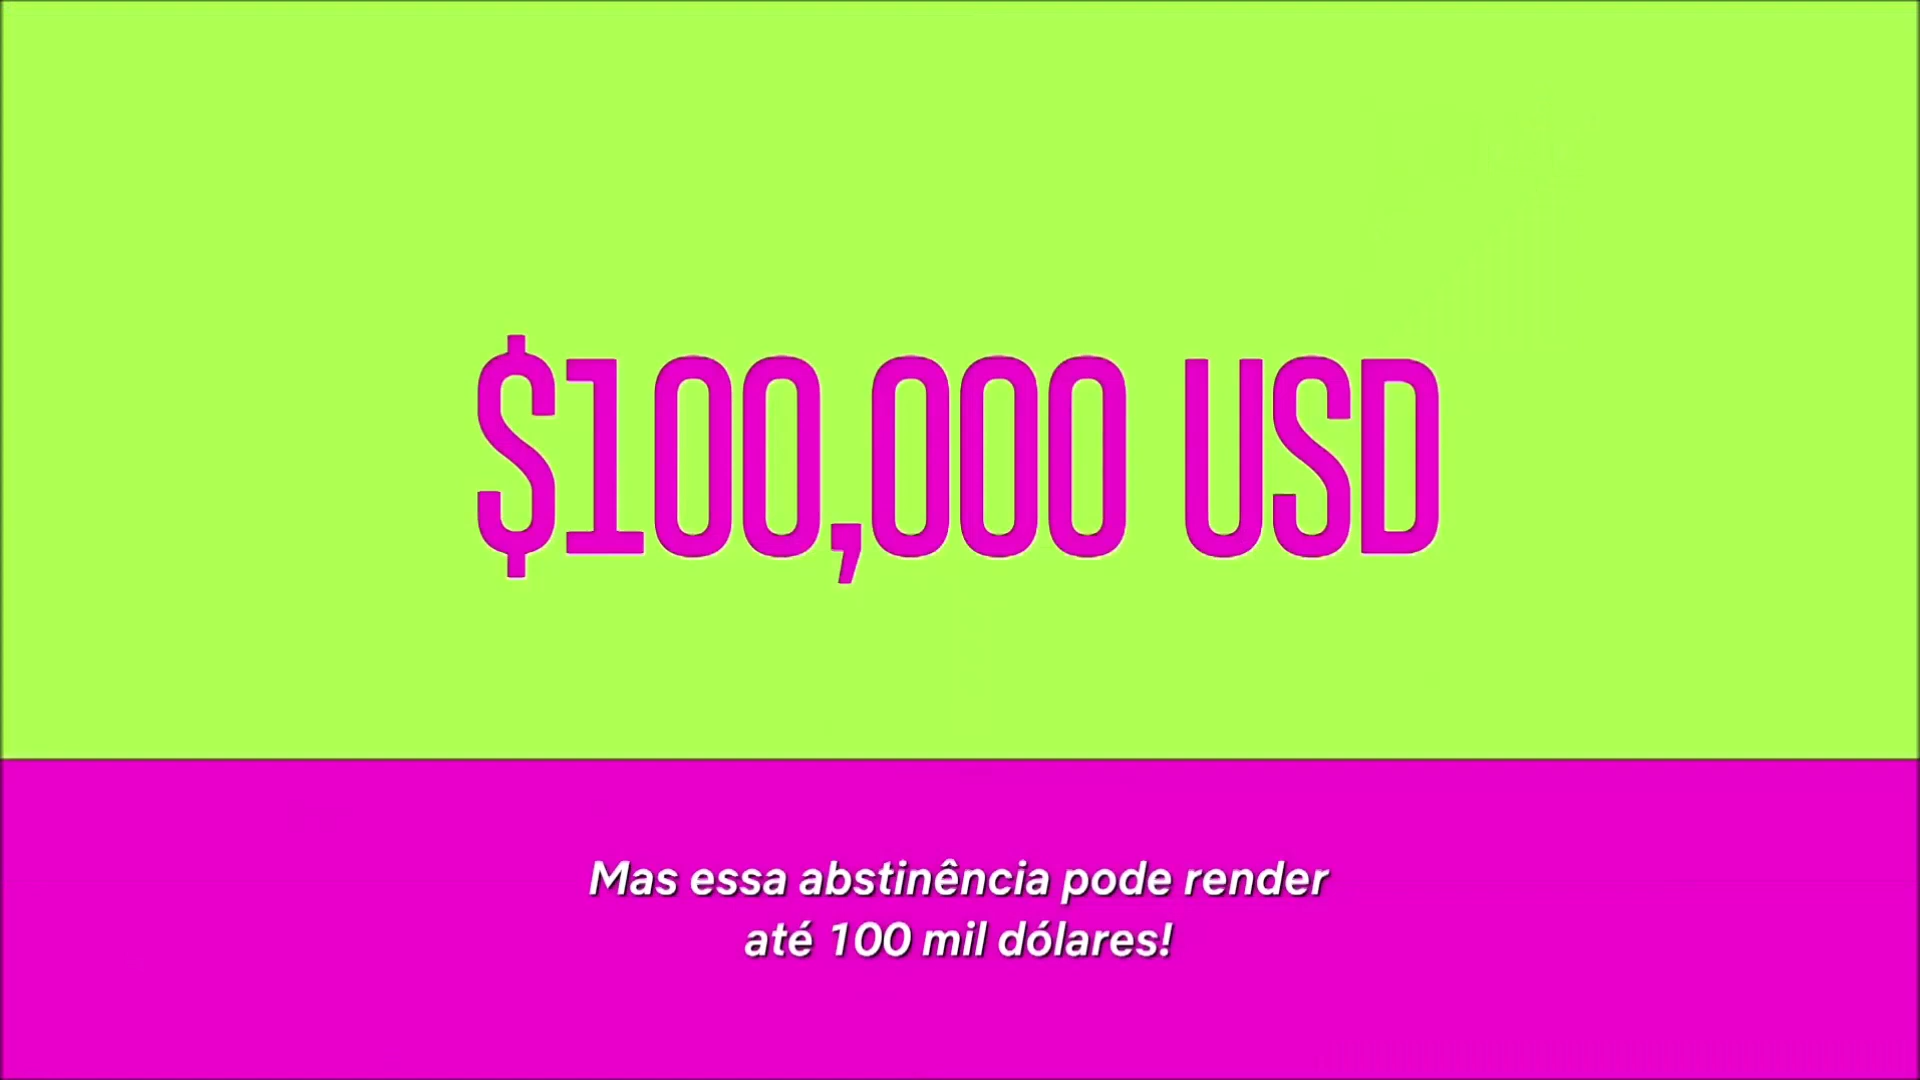 $100,000 USD
Mas essa abstinência pode render
até 100 mil dólares!